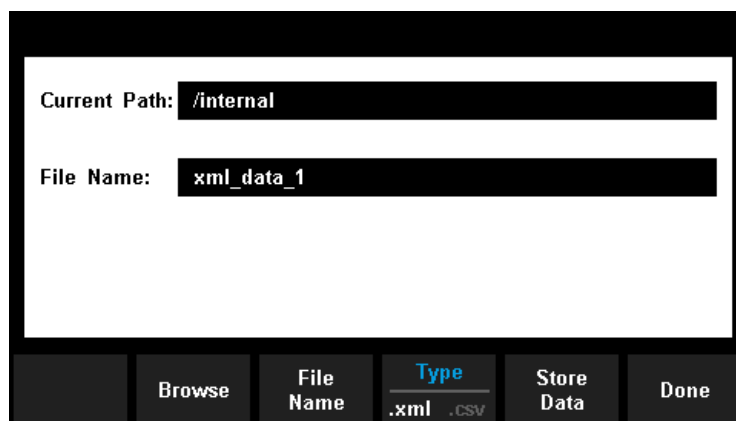 Current Path: /internal
File Name: xml_data_1
Browse
File Name
Type
.xml .csv
Store Data
Done